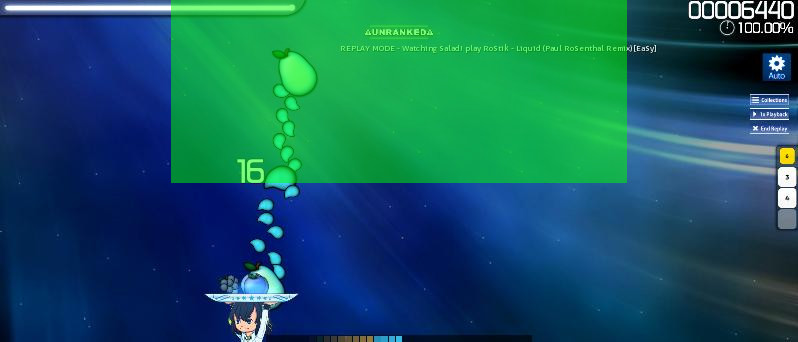 00006440
100.00%
UNRANKED
REPLAY MODE - Watching Salad! play RoStik - Liquid (Paul RoSenthal Remix) [EaSy]
Auto
Collections
1x Playback
End Replay
6
3
4
16